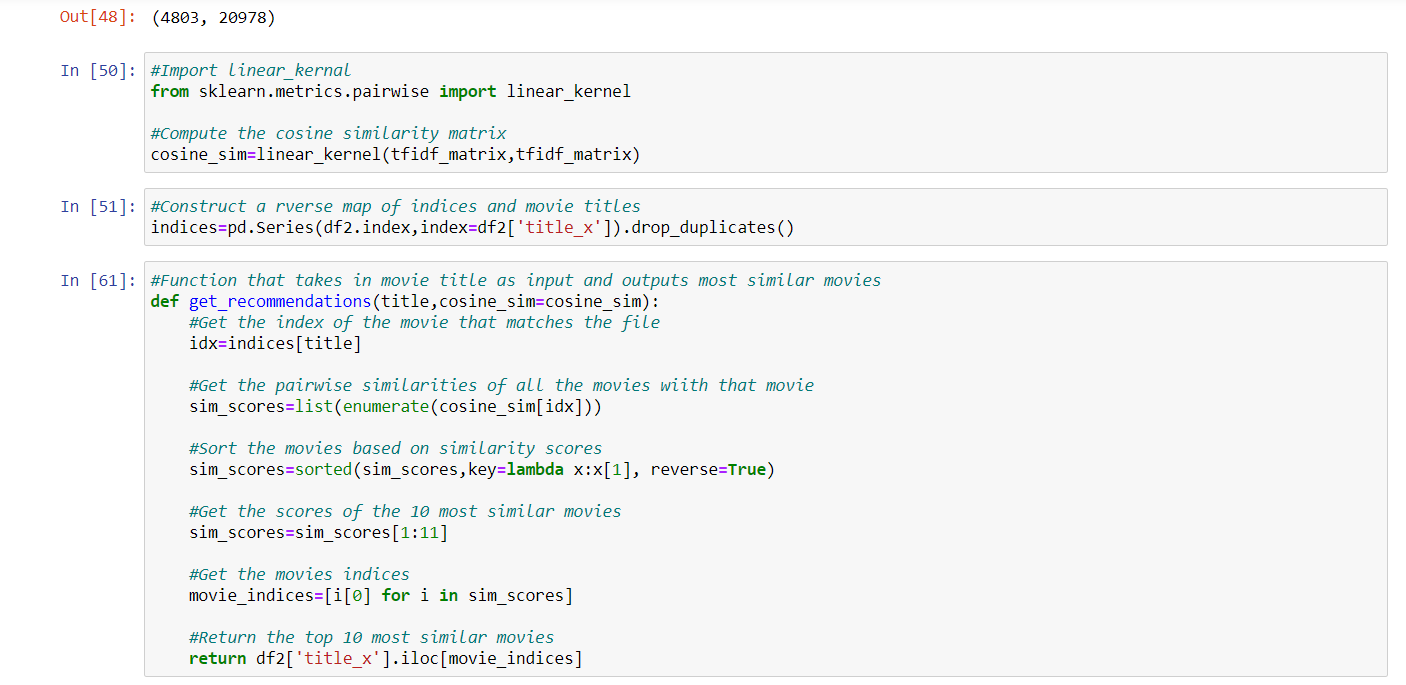 Out[48]: (4803, 20978)
In [50]: #Import linear_kernal
from sklearn.metrics.pairwise import linear_kernel
#Compute the cosine similarity matrix
cosine_sim=linear_kernel(tfidf_matrix,tfidf_matrix)
In [51]: #Construct a rverse map of indices and movie titles
indices=pd.Series(df2.index,index=df2['title_x']).drop_duplicates()
In [61]: #Function that takes in movie title as input and outputs most similar movies
def get_recommendations(title,cosine_sim=cosine_sim):
#Get the index of the movie that matches the file
idx=indices[title]
#Get the pairwise similarities of all the movies wiith that movie
sim_scores=list(enumerate(cosine_sim[idx]))
#Sort the movies based on similarity scores
sim_scores=sorted(sim_scores,key=lambda x:x[1], reverse=True)
#Get the scores of the 10 most similar movies
sim_scores=sim_scores[1:11]
#Get the movies indices
movie_indices=[i[0] for i in sim_scores]
#Return the top 10 most similar movies
return df2['title_x'].iloc[movie_indices]